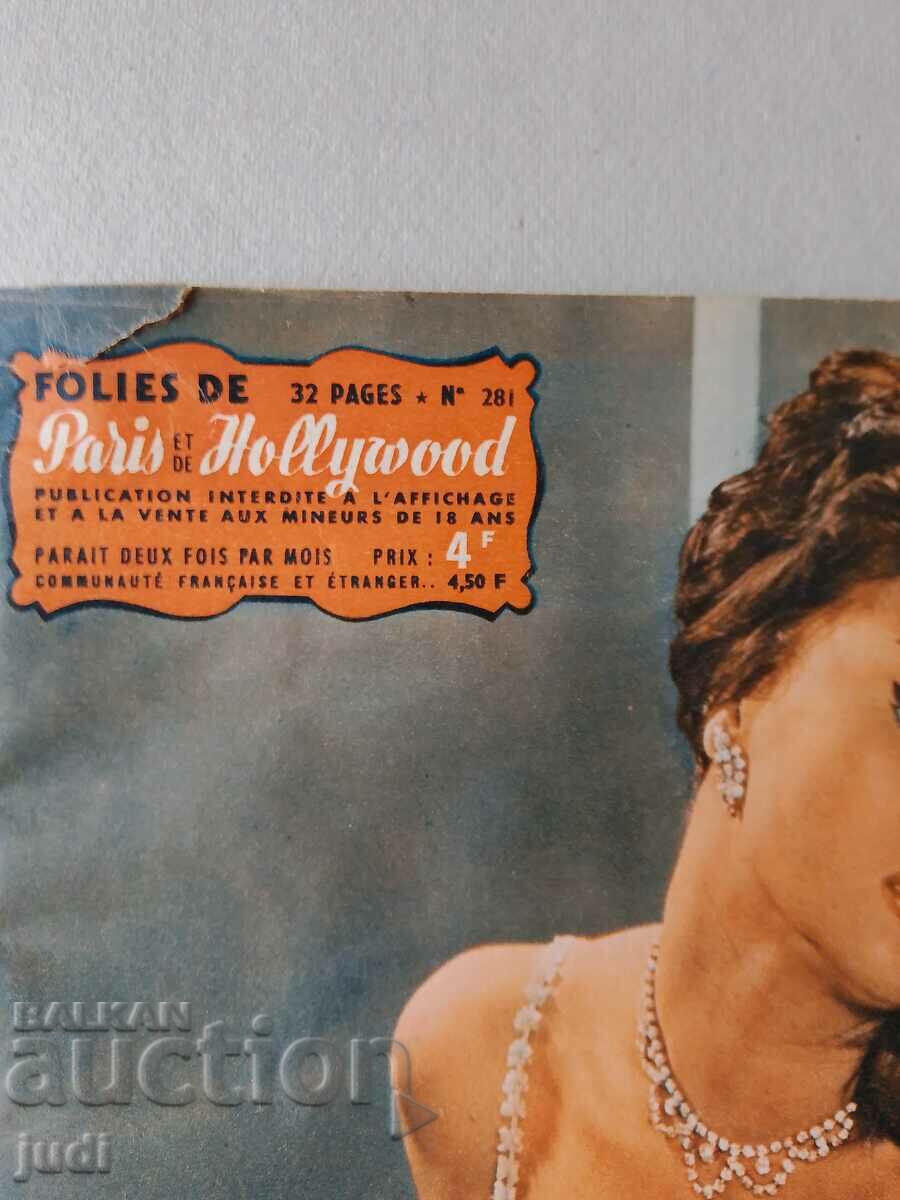 FOLIES DE 32 PAGES ★ N° 281
Paris ET DE Hollywood
PUBLICATION INTERDITE A L'AFFICHAGE
ET A LA VENTE AUX MINEURS DE 18 ANS
PARAIT DEUX FOIS PAR MOIS PRIX : 4 F
COMMUNAUTÉ FRANÇAISE ET ÉTRANGER.. 4,50 F
BALKAN
auction
judi